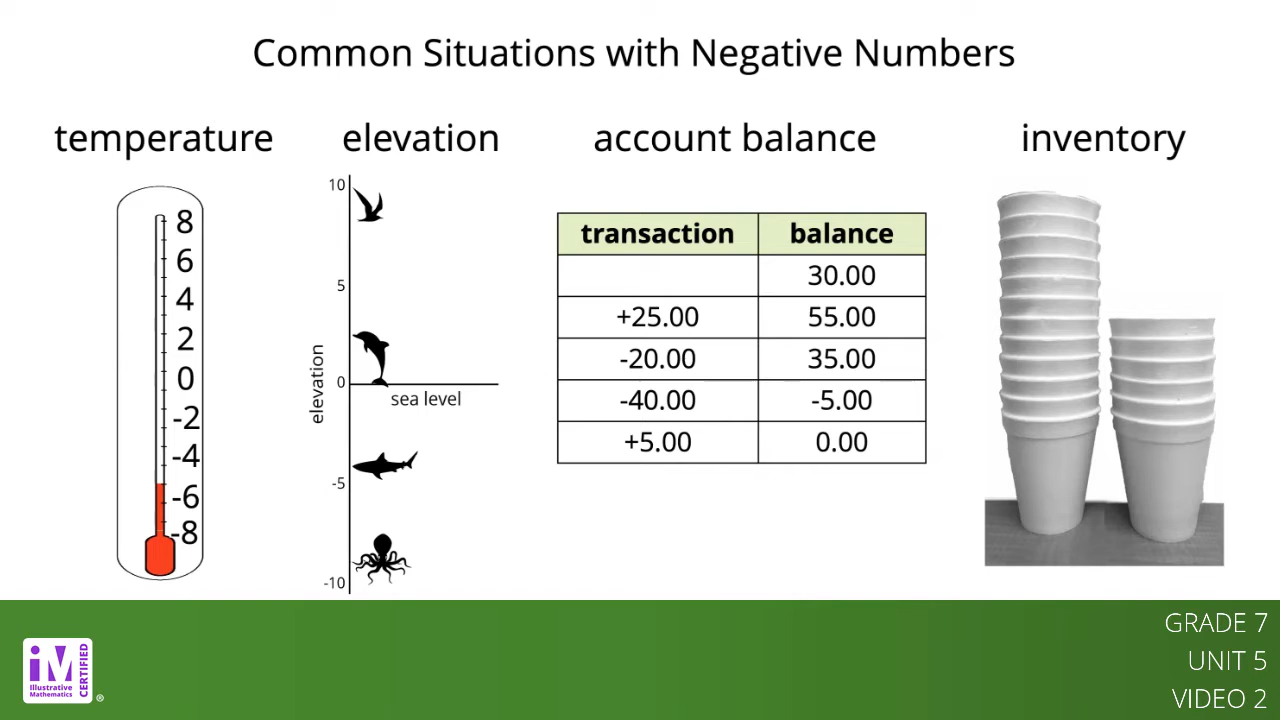 Common Situations with Negative Numbers
temperature
8
6
4
2
0
-2
-4
-6
-8
elevation
10
5
0
-5
-10
elevation
sea level
account balance
transaction balance
30.00
+25.00 55.00
-20.00 35.00
-40.00 -5.00
+5.00 0.00
inventory
iM CERTIFIED
Illustrative
Mathematics
®
GRADE 7
UNIT 5
VIDEO 2